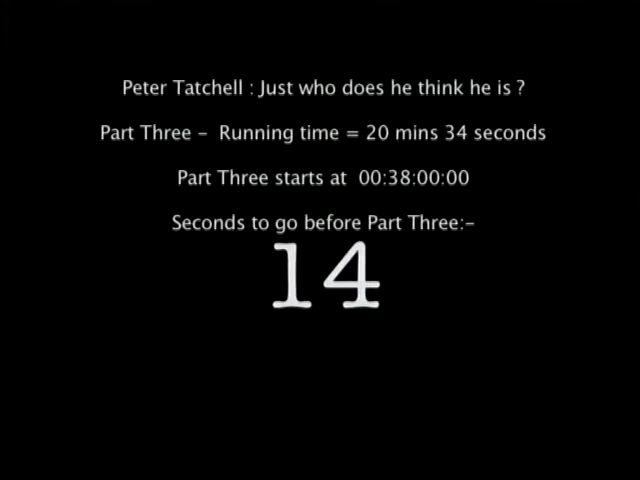 Peter Tatchell : Just who does he think he is ?
Part Three – Running time = 20 mins 34 seconds
Part Three starts at 00:38:00:00
Seconds to go before Part Three:–
14